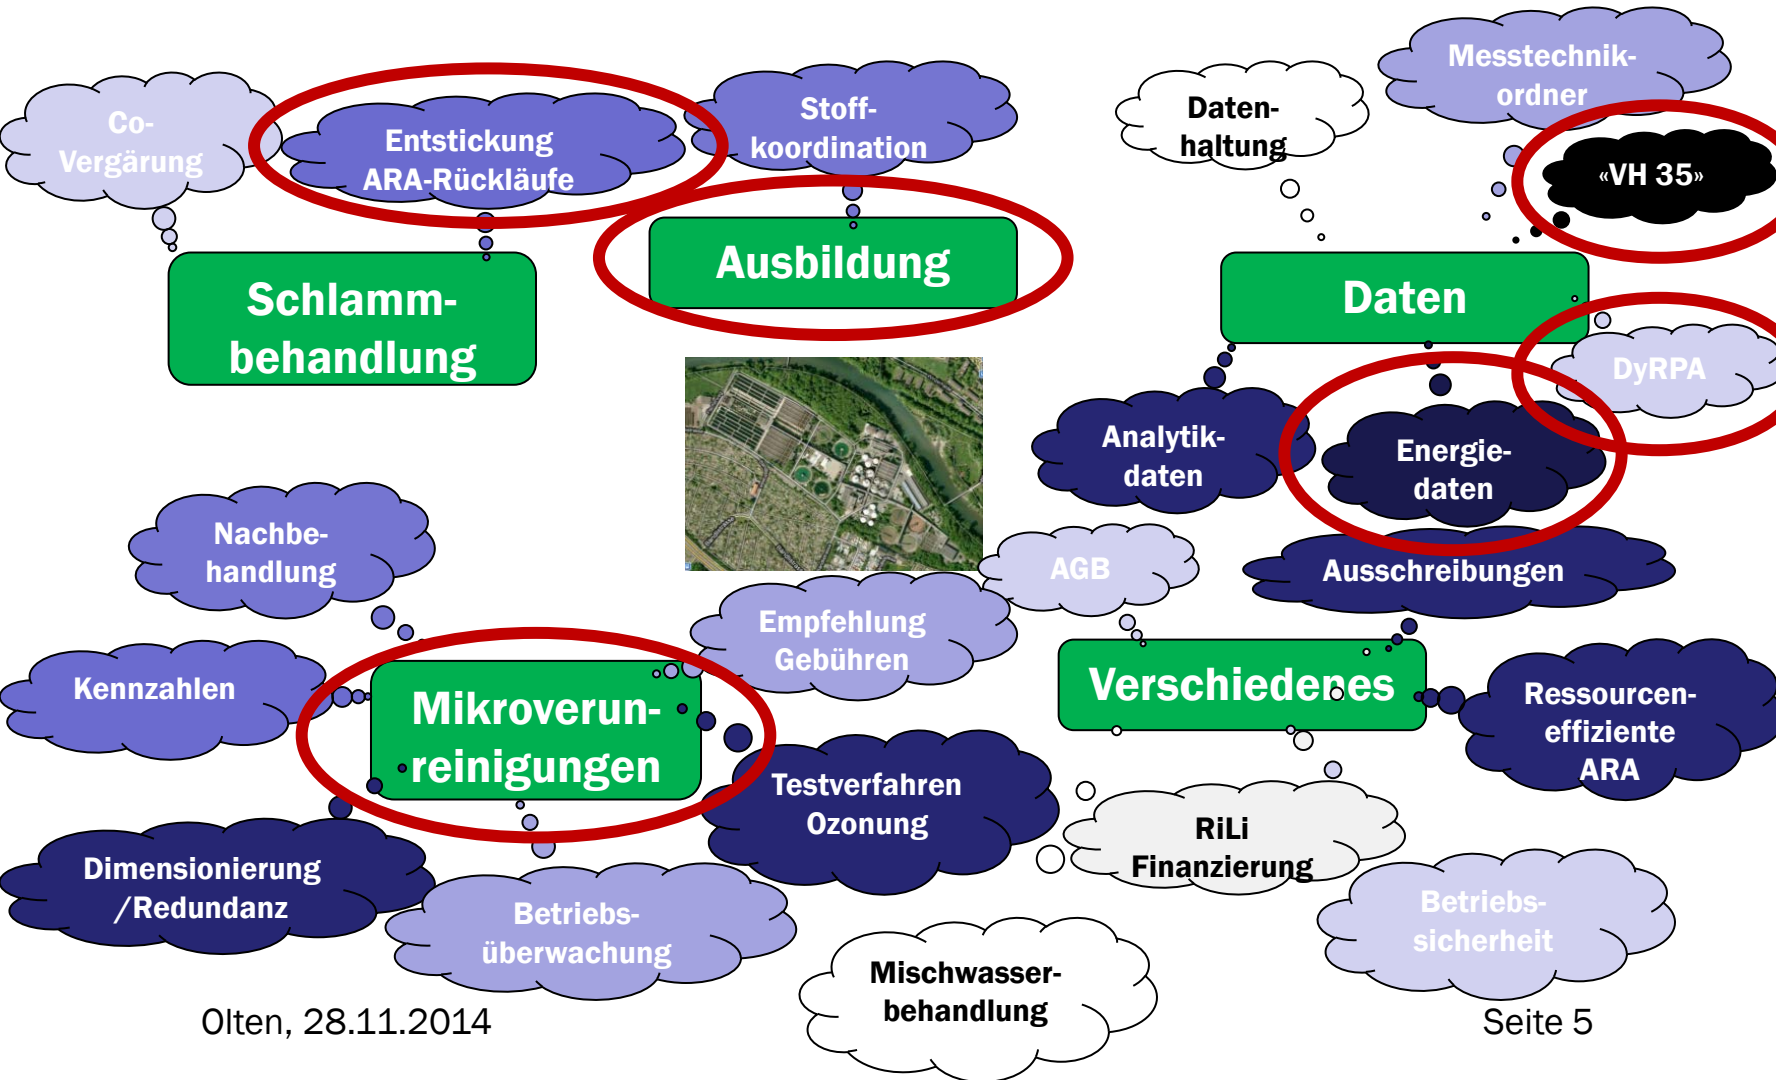 Messtechnik-
ordner
Co-
Vergärung
Entstickung
ARA-Rückläufe
Stoff-
koordination
Daten-
haltung
«VH 35»
Schlamm-
behandlung
Ausbildung
Daten
DyRPA
Analytik-
daten
Energie-
daten
Nachbe-
handlung
AGB
Ausschreibungen
Empfehlung
Gebühren
Kennzahlen
Mikroverun-
reinigungen
Verschiedenes
Ressourcen-
effiziente
ARA
Testverfahren
Ozonung
RiLi
Finanzierung
Dimensionierung
/Redundanz
Betriebs-
überwachung
Betriebs-
sicherheit
Mischwasser-
behandlung
Olten, 28.11.2014
Seite 5